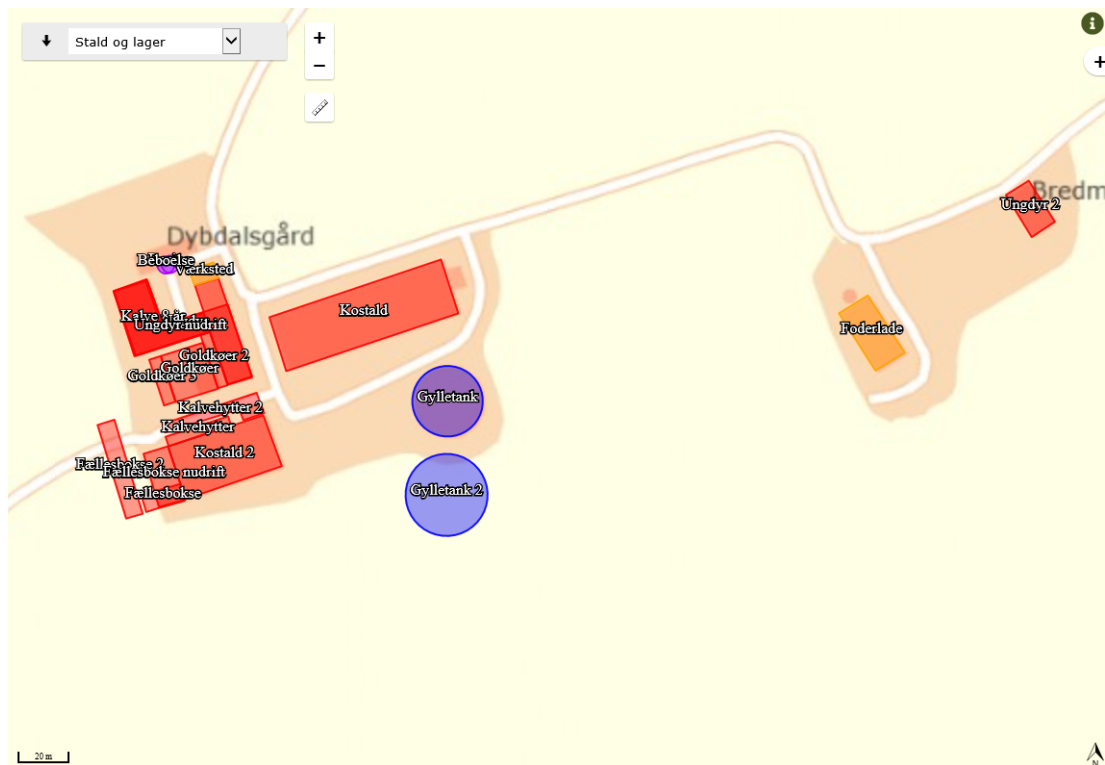 Stald og lager
Dybdalsgård
Bredm
Ungdyr 2
Beboelse
Værksted
Kostald
Ungdyr nudrift
Foderlade
Goldkøer 2
Goldkøer
Goldkøer 3
Gylletank
Kalvehytter 2
Kalvehytter
Kostald 2
Fællesbokse 2
Fællesbokse nudrift
Fællesbokse
Gylletank 2
20 m
N